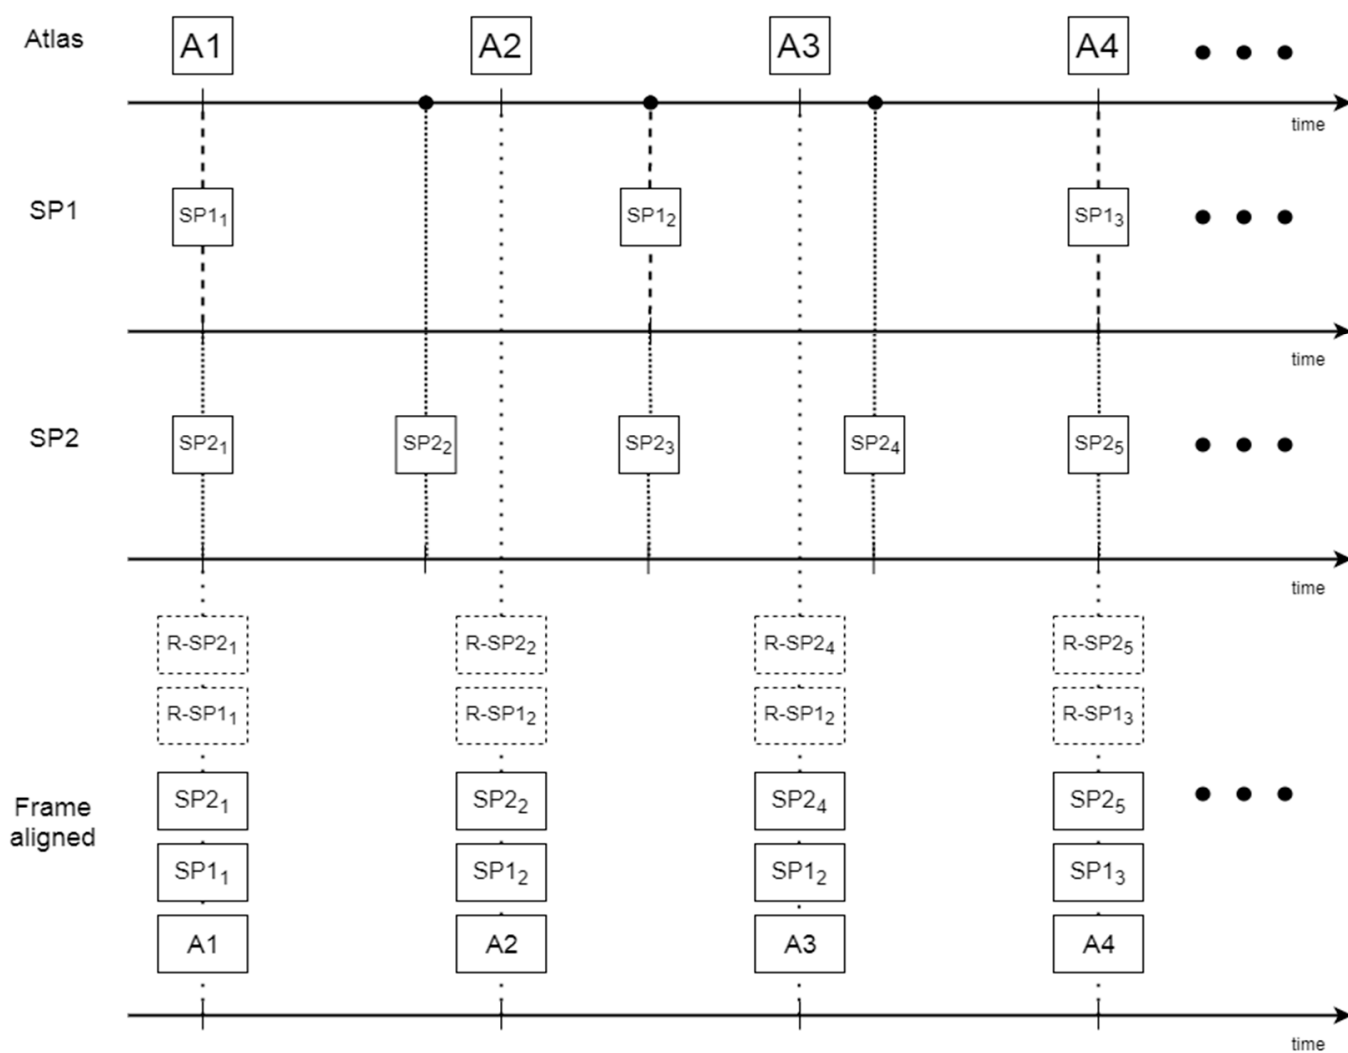 Atlas
A1 A2 A3 A4
time
SP1
SP1₁ SP1₂ SP1₃
time
SP2
SP2₁ SP2₂ SP2₃ SP2₄ SP2₅
time
R-SP2₁ R-SP2₂ R-SP2₄ R-SP2₅
R-SP1₁ R-SP1₂ R-SP1₂ R-SP1₃
Frame
aligned
SP2₁ SP2₂ SP2₄ SP2₅
SP1₁ SP1₂ SP1₂ SP1₃
A1 A2 A3 A4
time